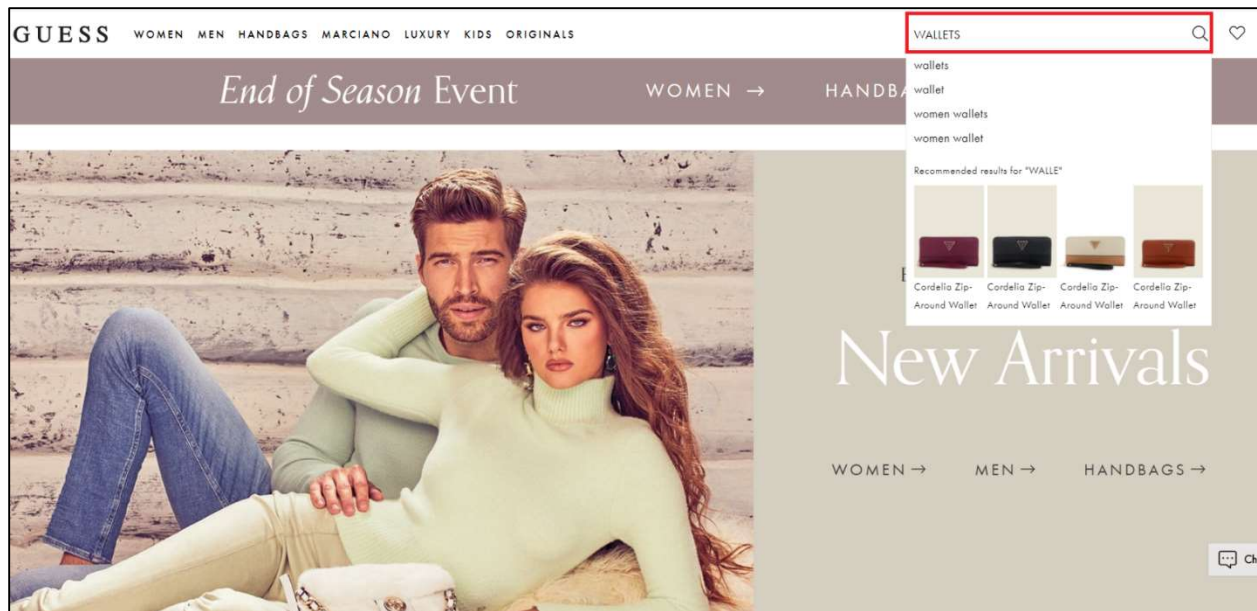 GUESS WOMEN MEN HANDBAGS MARCIANO LUXURY KIDS ORIGINALS
WALLETS
wallets
wallet
women wallets
women wallet
Recommended results for "WALLE"
Cordelia Zip-
Around Wallet
Cordelia Zip-
Around Wallet
Cordelia Zip-
Around Wallet
Cordelia Zip-
Around Wallet
End of Season Event
WOMEN →
New Arrivals
WOMEN →
MEN →
HANDBAGS →